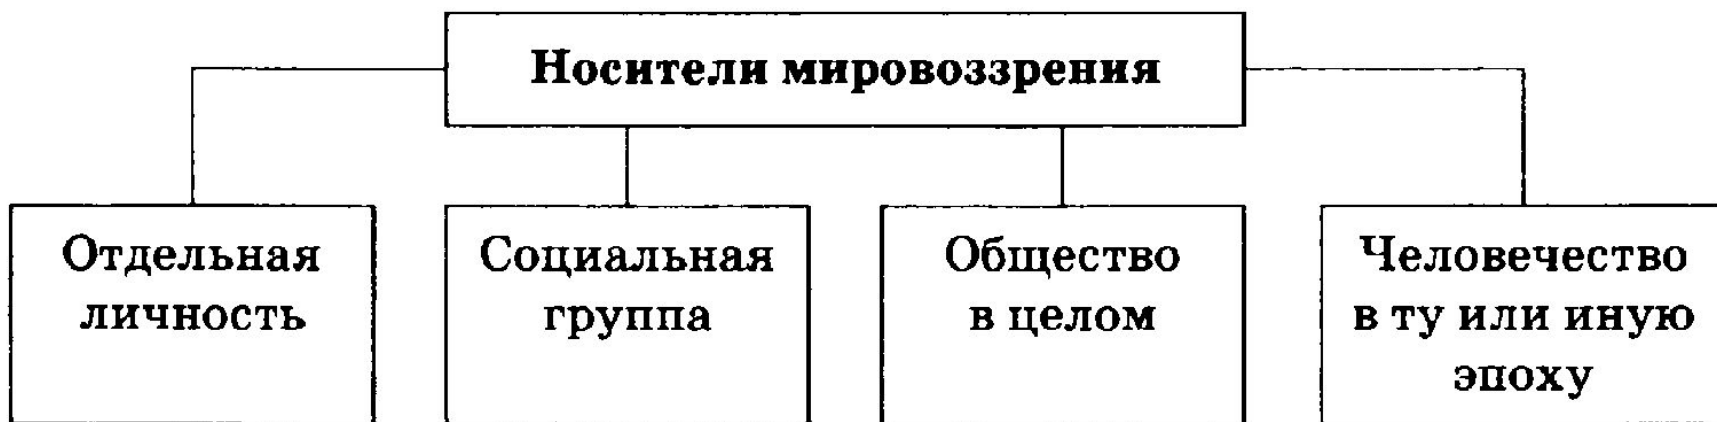 Носители мировоззрения
Отдельная
личность
Социальная
группа
Общество
в целом
Человечество
в ту или иную
эпоху